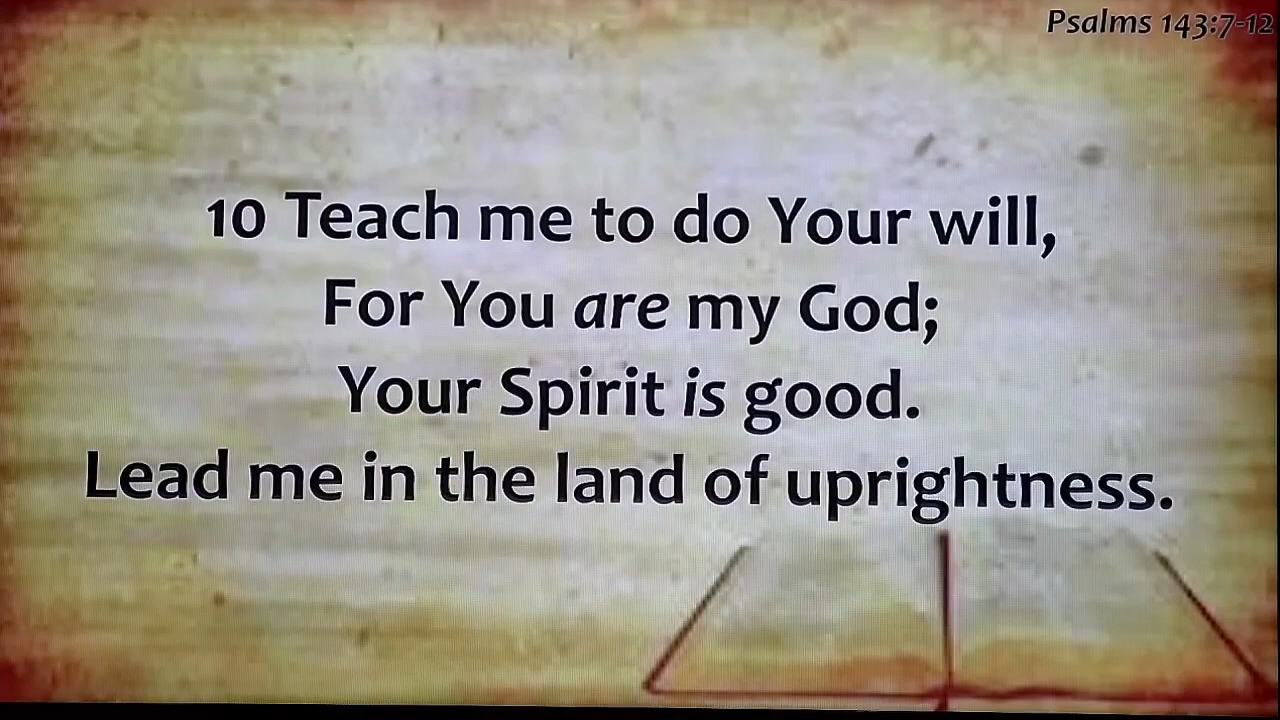 Psalms 143:7-12
10 Teach me to do Your will,
For You are my God;
Your Spirit is good.
Lead me in the land of uprightness.